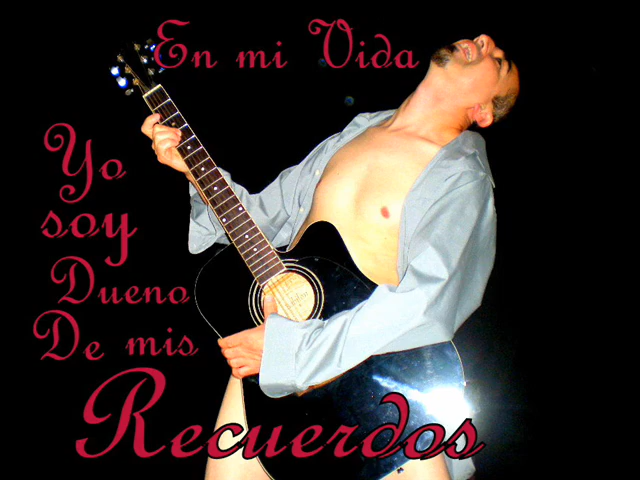 En mi Vida
Yo
soy
Dueno
De mis
Recuerdos